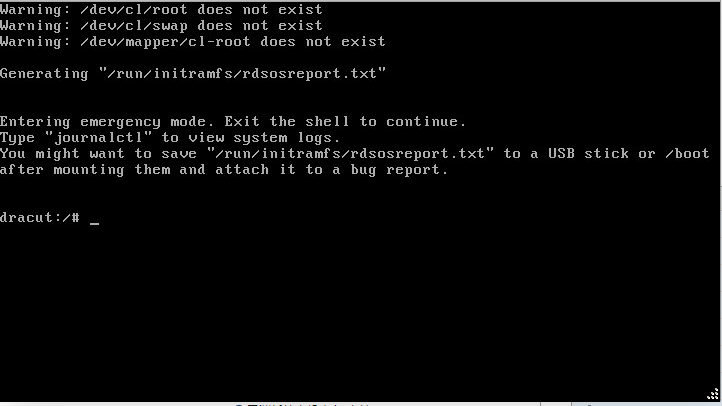 Warning: /dev/cl/root does not exist
Warning: /dev/cl/swap does not exist
Warning: /dev/mapper/cl-root does not exist
Generating "/run/initramfs/rdsosreport.txt"
Entering emergency mode. Exit the shell to continue.
Type "journalctl" to view system logs.
You might want to save "/run/initramfs/rdsosreport.txt" to a USB stick or /boot
after mounting them and attach it to a bug report.
dracut:/# _